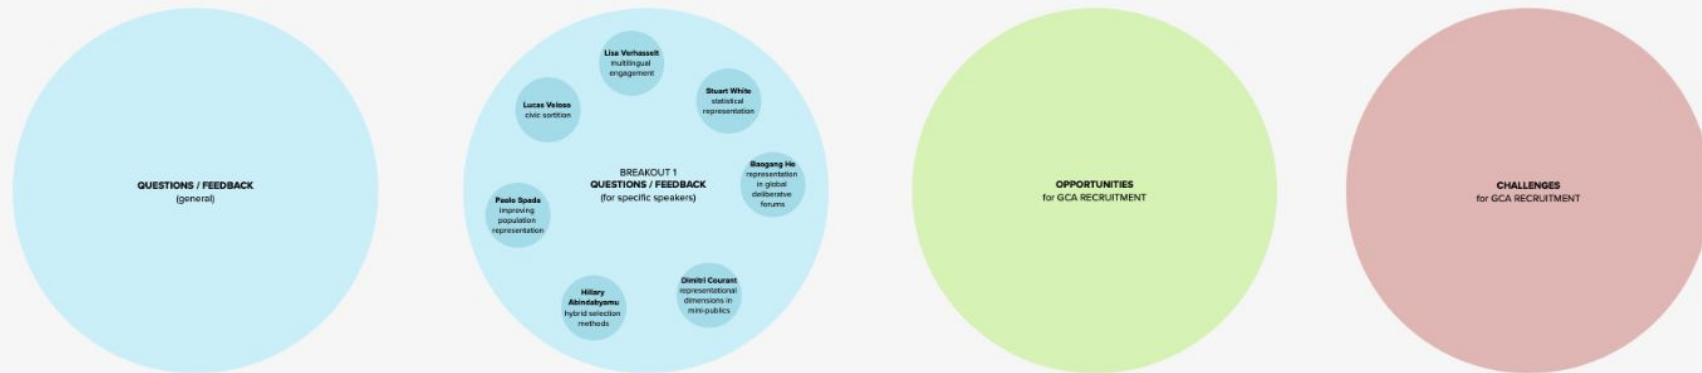 QUESTIONS / FEEDBACK
(general)
Lisa Verhasselt
multilingual
engagement
Lucas Veloso
civic sortition
Stuart White
statistical
representation
BREAKOUT 1
QUESTIONS / FEEDBACK
(for specific speakers)
Baogang He
representation
in global
deliberatve
forums
Paolo Spada
improving
population
representation
Hillary
Abindabyamu
hybrid selection
methods
Dimitri Courant
representational
dimensions in
mini-publics
OPPORTUNITIES
for GCA RECRUITMENT
CHALLENGES
for GCA RECRUITMENT